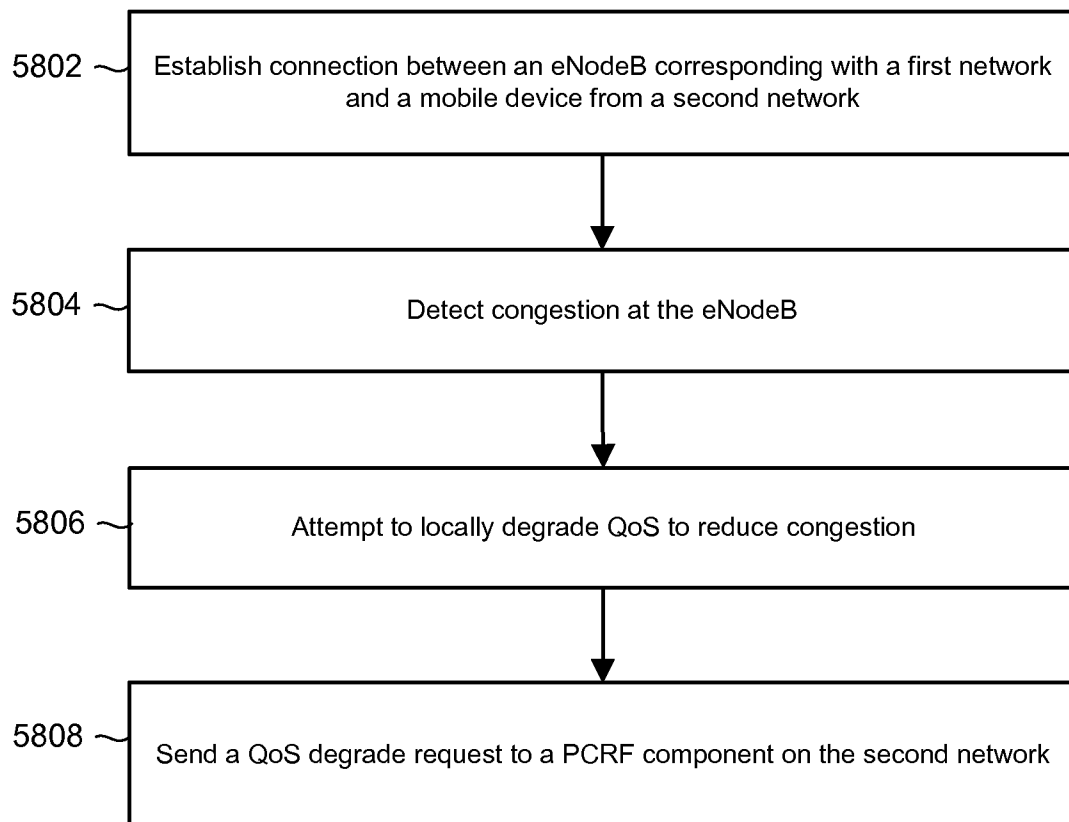 5802
Establish connection between an eNodeB corresponding with a first network
and a mobile device from a second network
5804
Detect congestion at the eNodeB
5806
Attempt to locally degrade QoS to reduce congestion
5808
Send a QoS degrade request to a PCRF component on the second network